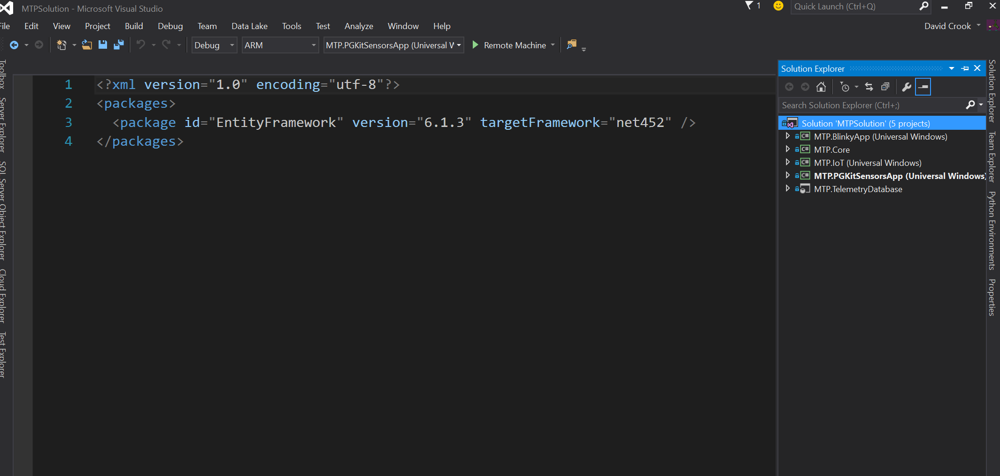 MTPSolution - Microsoft Visual Studio
1
Quick Launch (Ctrl+Q)
File Edit View Project Build Debug Team Data Lake Tools Test Analyze Window Help
David Crook
Debug ARM MTP.PGKitSensorsApp (Universal W Remote Machine
Toolbox
Server Explorer
SQL Server Object Explorer
Cloud Explorer
Test Explorer
1 <?xml version="1.0" encoding="utf-8"?>
2 <packages>
3 <package id="EntityFramework" version="6.1.3" targetFramework="net452" />
4 </packages>
Solution Explorer
Search Solution Explorer (Ctrl+;)
Solution 'MTPSolution' (5 projects)
C# MTP.BlinkyApp (Universal Windows)
C# MTP.Core
C# MTP.IoT (Universal Windows)
C# MTP.PGKitSensorsApp (Universal Windows)
MTP.TelemetryDatabase
Solution Explorer
Team Explorer
Python Environments
Properties